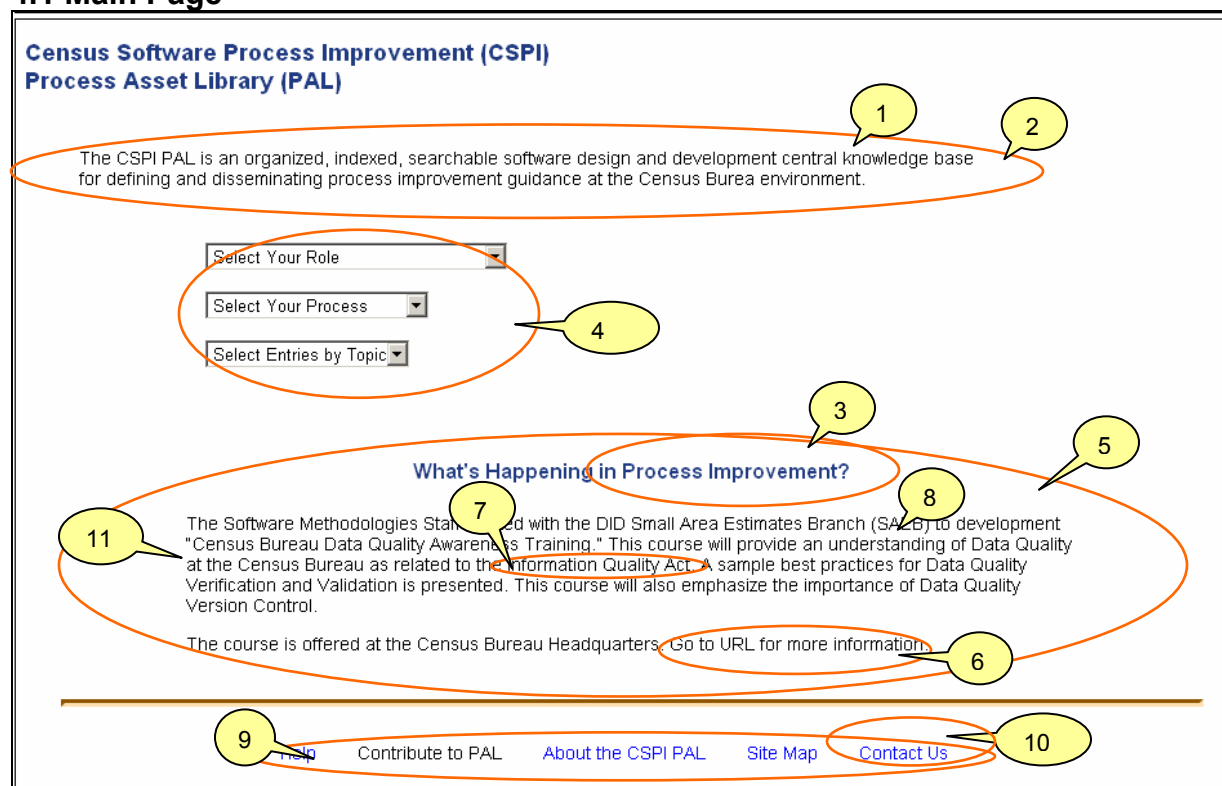 4.1 Main Page
Census Software Process Improvement (CSPI)
Process Asset Library (PAL)
1
2
The CSPI PAL is an organized, indexed, searchable software design and development central knowledge base
for defining and disseminating process improvement guidance at the Census Burea environment.
Select Your Role
Select Your Process
4
Select Entries by Topic
3
5
What's Happening in Process Improvement?
7
8
11
The Software Methodologies with the DID Small Area Estimates Branch to development
"Census Bureau Data Quality Awareness Training." This course will provide an understanding of Data Quality
at the Census Bureau as related to the Information Quality Act. A sample best practices for Data Quality
Verification and Validation is presented. This course will also emphasize the importance of Data Quality
Version Control.
The course is offered at the Census Bureau Headquarters. Go to URL for more information.
6
9
10
Help Contribute to PAL About the CSPI PAL Site Map Contact Us